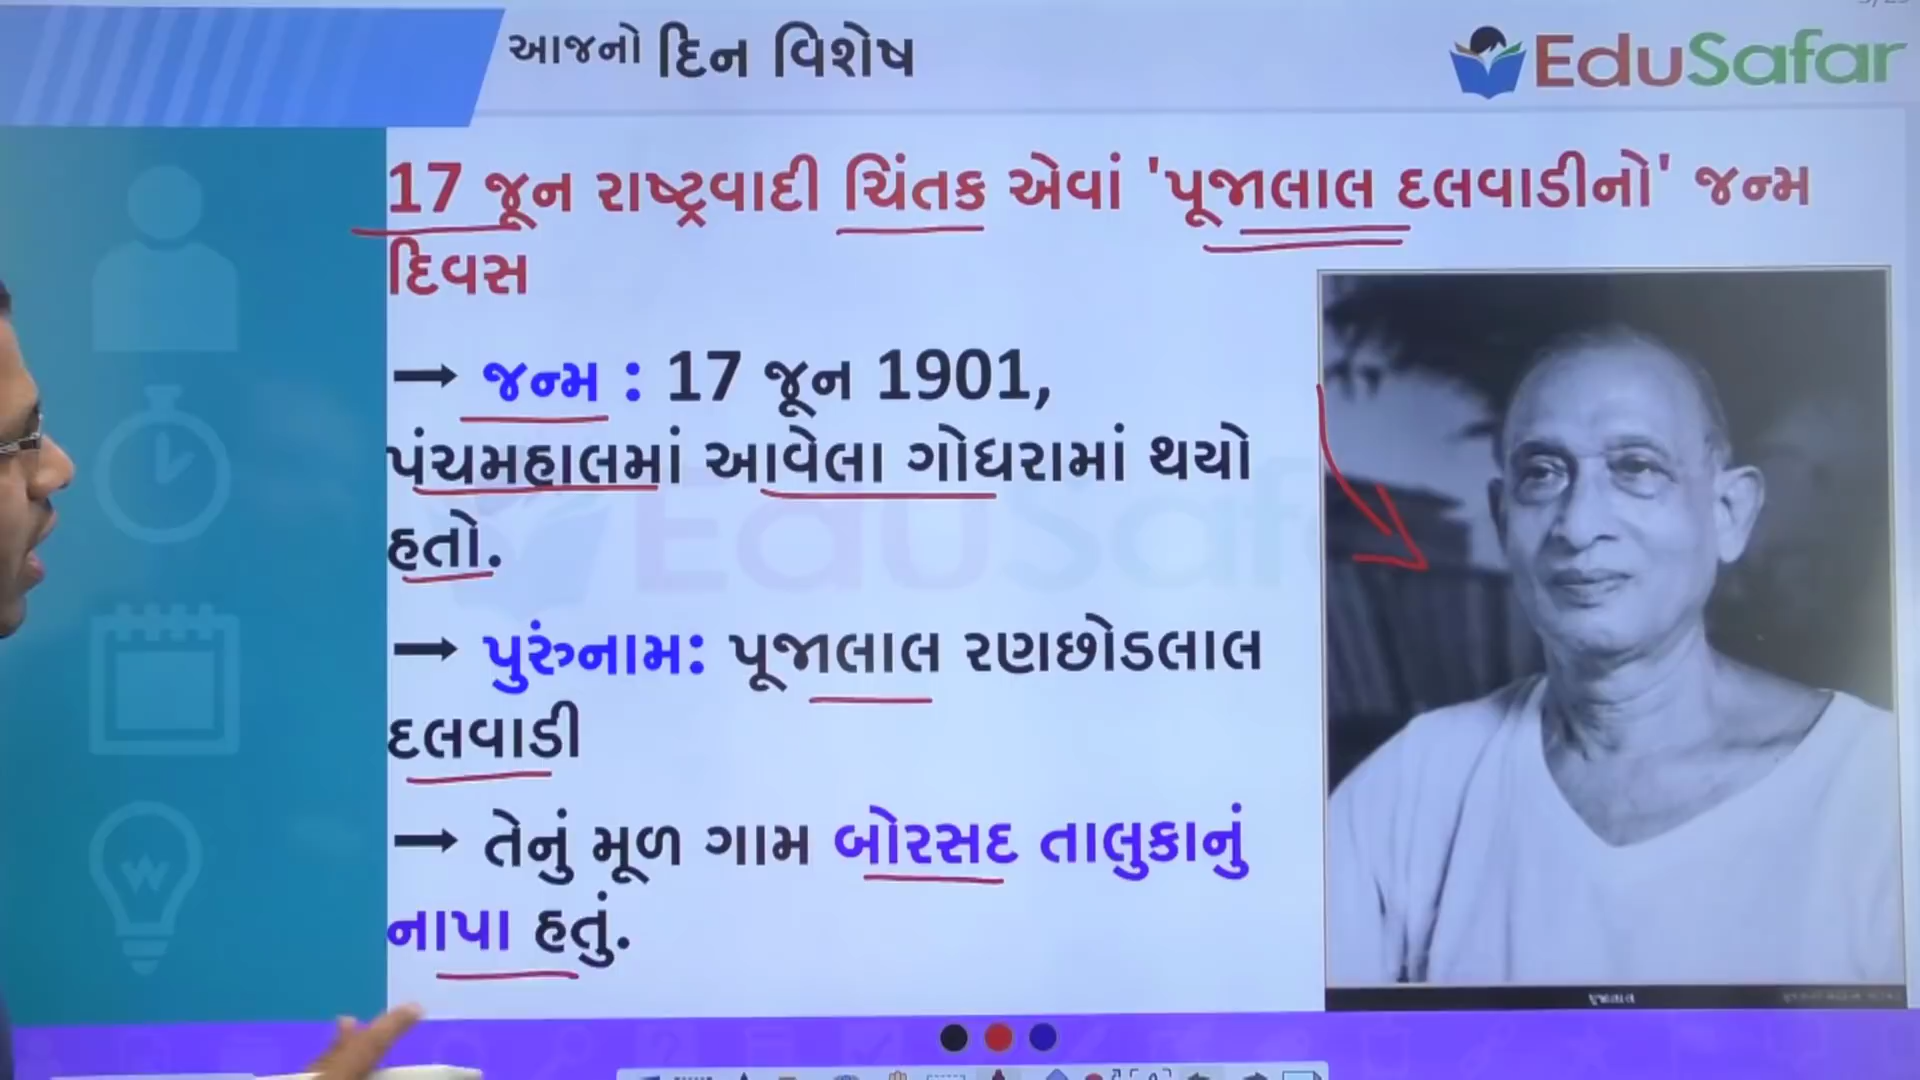 આજનો દિન વિશેષ
EduSafar
17 જૂન રાષ્ટ્રવાદી ચિંતક એવાં 'પૂજાલાલ દલવાડીનો' જન્મ
દિવસ
→ જન્મ : 17 જૂન 1901,
પંચમહાલમાં આવેલા ગોધરામાં થયો
હતો.
→ પુરુંનામ: પૂજાલાલ રણછોડલાલ
દલવાડી
→ તેનું મૂળ ગામ બોરસદ તાલુકાનું
નાપા હતું.
પૂજાલાલ